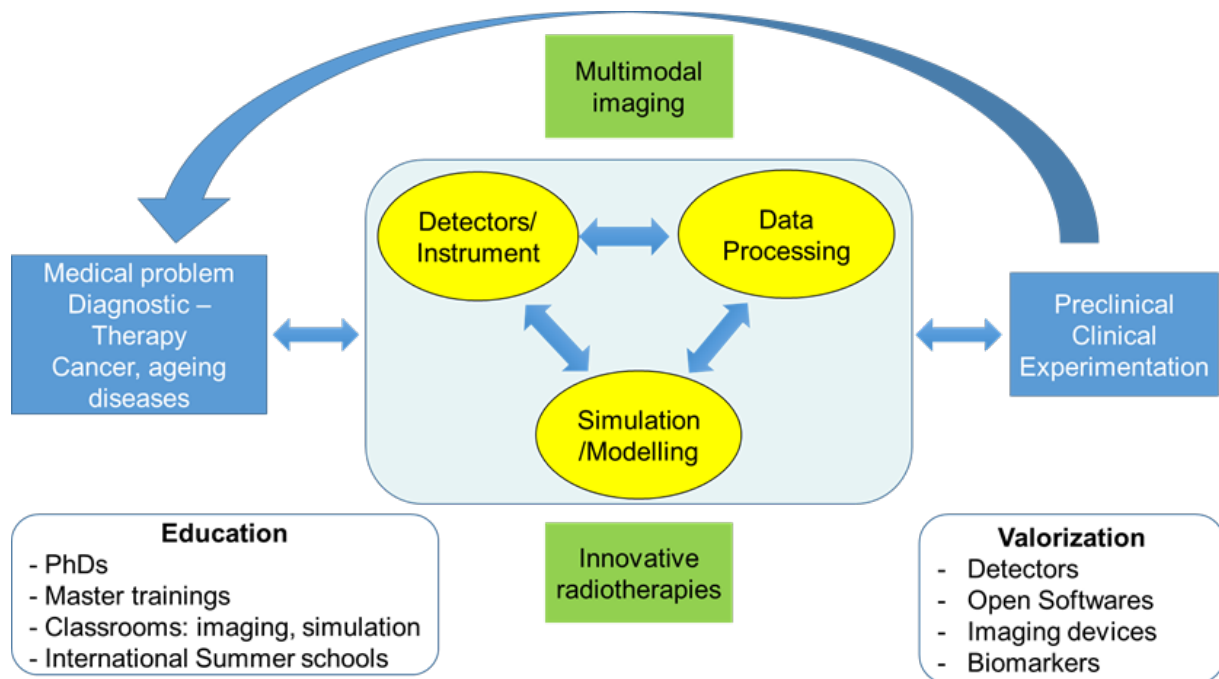 Multimodal
imaging
Detectors/
Instrument
Data
Processing
Medical problem
Diagnostic –
Therapy
Cancer, ageing
diseases
Preclinical
Clinical
Experimentation
Simulation
/Modelling
Education
- PhDs
- Master trainings
- Classrooms: imaging, simulation
- International Summer schools
Innovative
radiotherapies
Valorization
- Detectors
- Open Softwares
- Imaging devices
- Biomarkers